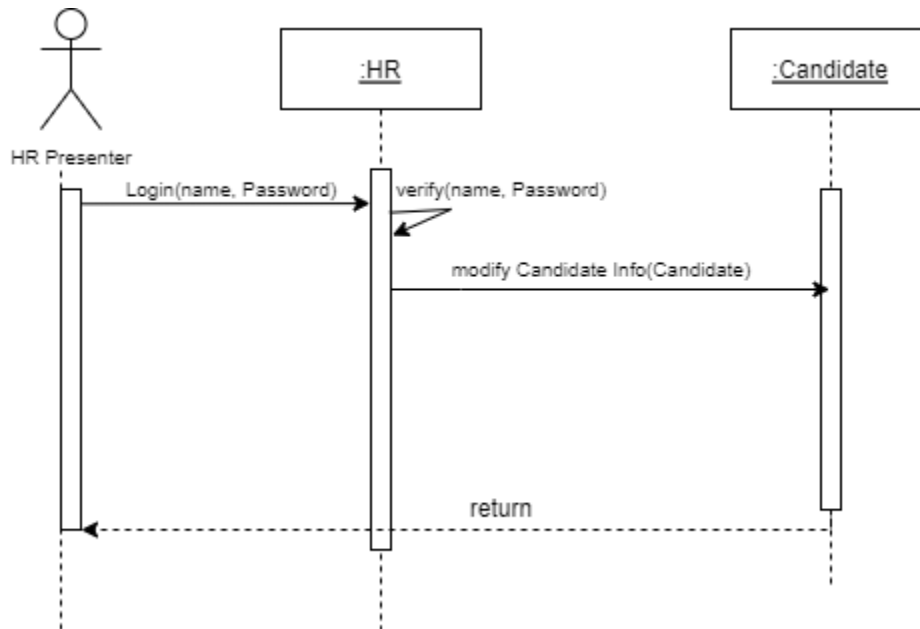 :HR
:Candidate
HR Presenter
Login(name, Password)
verify(name, Password)
modify Candidate Info(Candidate)
return